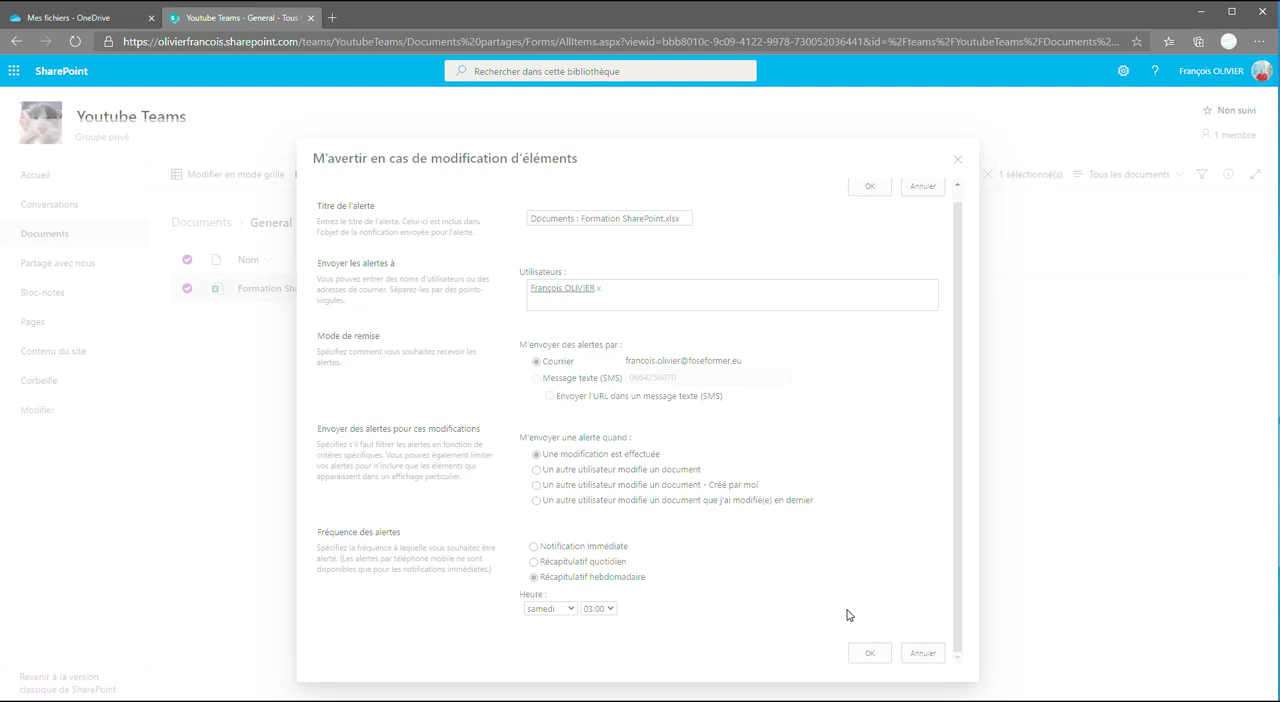 Mes fichiers - OneDrive
Youtube Teams - General - Tous
https://olivierfrancois.sharepoint.com/teams/YoutubeTeams/Documents%20partages/Forms/AllItems.aspx?viewid=bbb8010c-9c09-4122-9978-730052036441&id=%2Fteams%2FYoutubeTeams%2FDocuments%2...
SharePoint
Rechercher dans cette bibliothèque
?
François OLIVIER
Youtube Teams
Groupe privé
Non suivi
1 membre
Accueil
Conversations
Documents
Partagé avec nous
Bloc-notes
Pages
Contenu du site
Corbeille
Modifier
Revenir à la version
classique de SharePoint
Modifier en mode grille
1 sélectionné(s)
Tous les documents
Documents > General
Nom
Formation Sha
M'avertir en cas de modification d'éléments
OK
Annuler
Titre de l'alerte
Entrez le titre de l'alerte. Celui-ci est inclus dans
l'objet de la notification envoyée pour l'alerte.
Documents : Formation SharePoint.xlsx
Envoyer les alertes à
Vous pouvez entrer des noms d'utilisateurs ou des
adresses de courrier. Séparez-les par des points-
virgules.
Utilisateurs :
François OLIVIER x
Mode de remise
Spécifiez comment vous souhaitez recevoir les
alertes.
M'envoyer des alertes par :
Courrier francois.olivier@foseformer.eu
Message texte (SMS) 0664256070
Envoyer l'URL dans un message texte (SMS)
Envoyer des alertes pour ces modifications
Spécifiez s'il faut filtrer les alertes en fonction de
critères spécifiques. Vous pouvez également limiter
vos alertes pour n'inclure que les éléments qui
apparaissent dans un affichage particulier.
M'envoyer une alerte quand :
Une modification est effectuée
Un autre utilisateur modifie un document
Un autre utilisateur modifie un document - Créé par moi
Un autre utilisateur modifie un document que j'ai modifié(e) en dernier
Fréquence des alertes
Spécifiez la fréquence à laquelle vous souhaitez être
alerté. (Les alertes par téléphone mobile ne sont
disponibles que pour les notifications immédiates.)
Notification immédiate
Récapitulatif quotidien
Récapitulatif hebdomadaire
Heure :
samedi 03:00
OK
Annuler